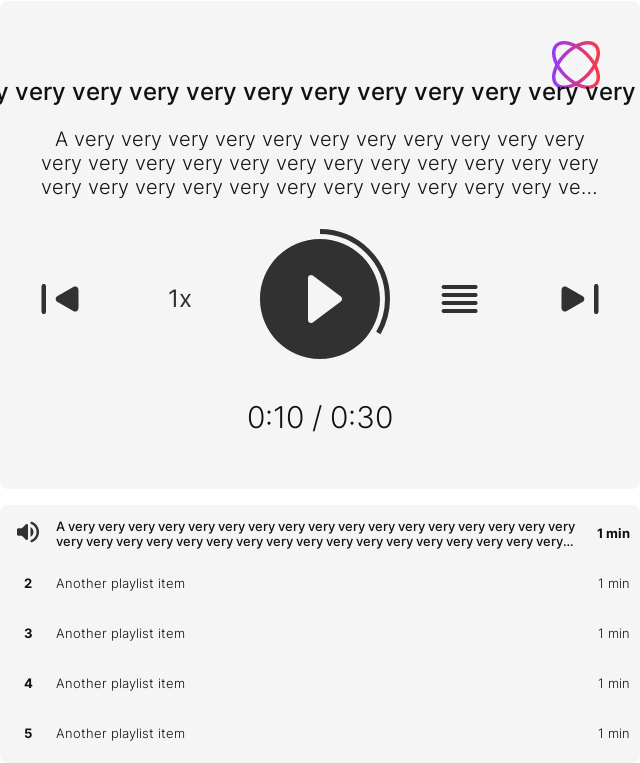 y very very very very very very very very very very very
A very very very very very very very very very very very
very very very very very very very very very very very very
very very very very very very very very very very very ve...
1x
0:10 / 0:30
A very very very very very very very very very very very very very very very very very
very very very very very very very very very very very very very very very very very...
1 min
2 Another playlist item 1 min
3 Another playlist item 1 min
4 Another playlist item 1 min
5 Another playlist item 1 min